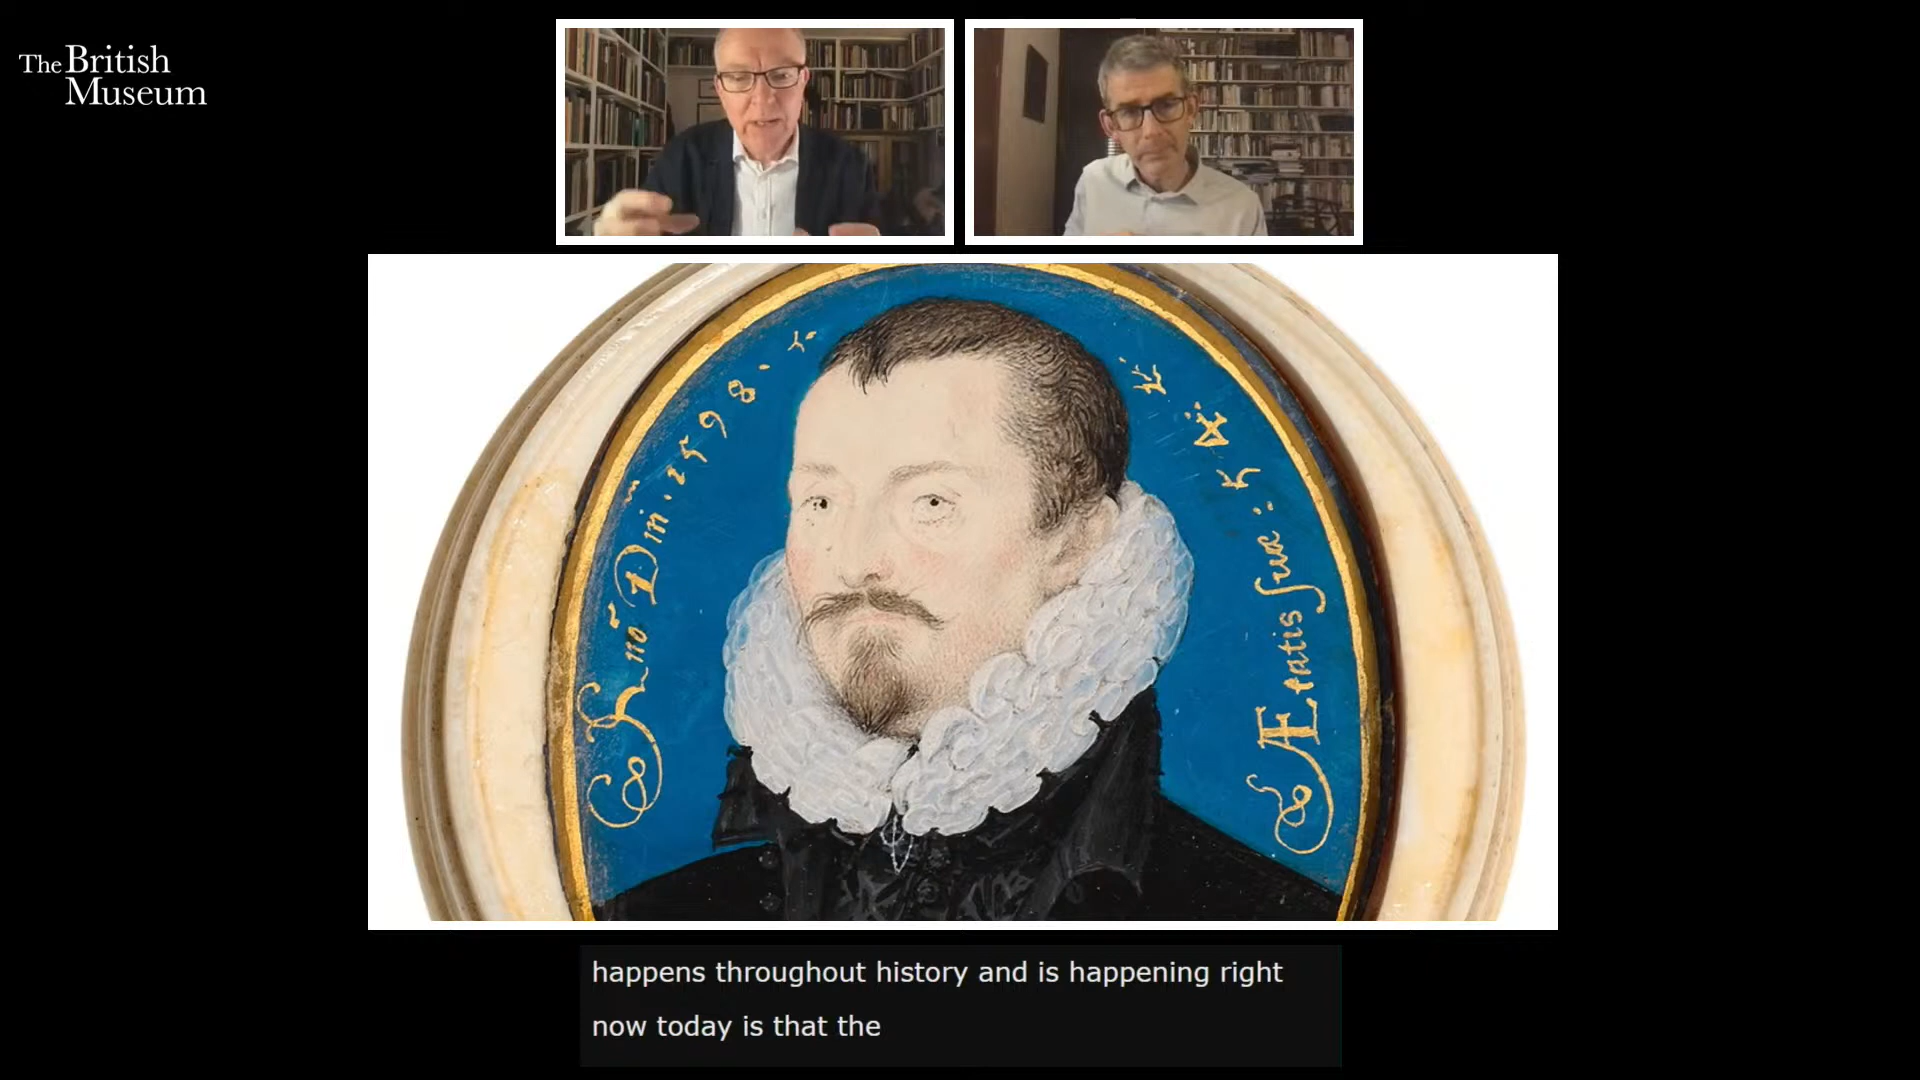 The British
Museum
Ano Dm̄i · 1598 ·
Ætatis Suæ :
happens throughout history and is happening right
now today is that the